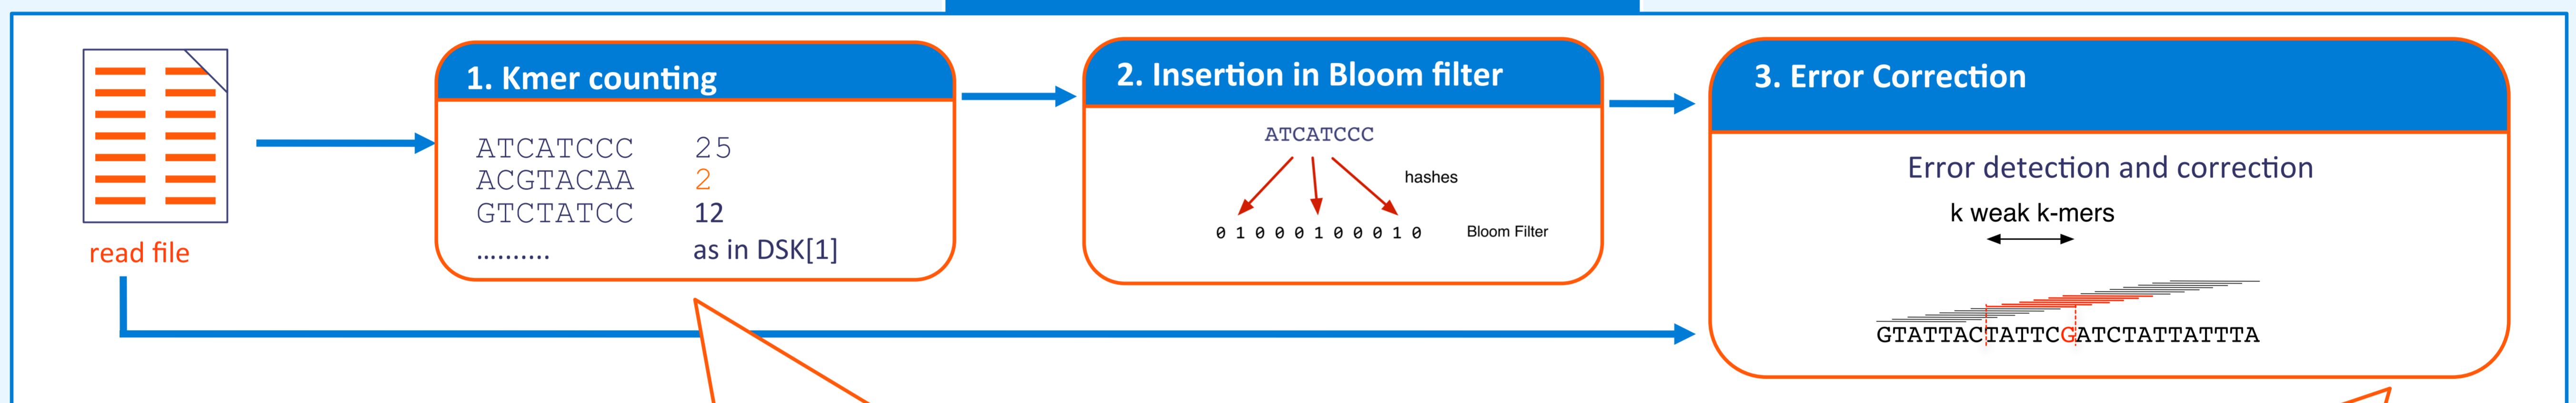 read file
1. Kmer counting
ATCATCCC 25
ACGTACAA 2
GTCTATCC 12
.......... as in DSK[1]
2. Insertion in Bloom filter
ATCATCCC
hashes
0 1 0 0 0 1 0 0 0 1 0 Bloom Filter
3. Error Correction
Error detection and correction
k weak k-mers
GTATTACTATTCGATCTATTATTTA